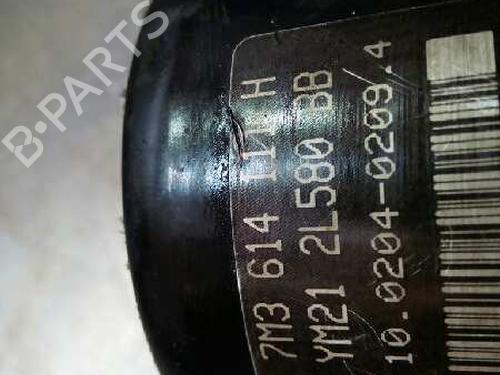 B-PARTS
7M3 614 111 H
YM21 2L580 BB
10.0204-0209.4